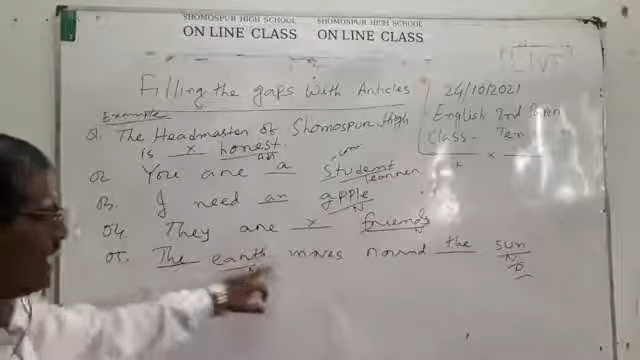 SHOMOSPUR HIGH SCHOOL SHOMOSPUR HIGH SCHOOL
ON LINE CLASS ON LINE CLASS
Filling the gaps with Articles
24/10/2021
Example
English 2nd Paper
Class - Ten
01. The Headmaster of Shomospur High
is x honest
Adj
02. You are a student
learner
03. I need an apple
N
04. They are x friends
N
05. The earth moves round the sun
N